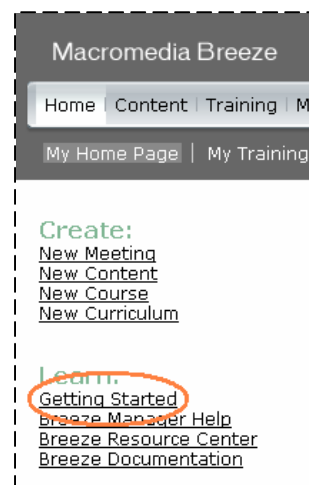 Macromedia Breeze
Home Content Training M
My Home Page | My Training
Create:
New Meeting
New Content
New Course
New Curriculum
Learn:
Getting Started
Breeze Manager Help
Breeze Resource Center
Breeze Documentation